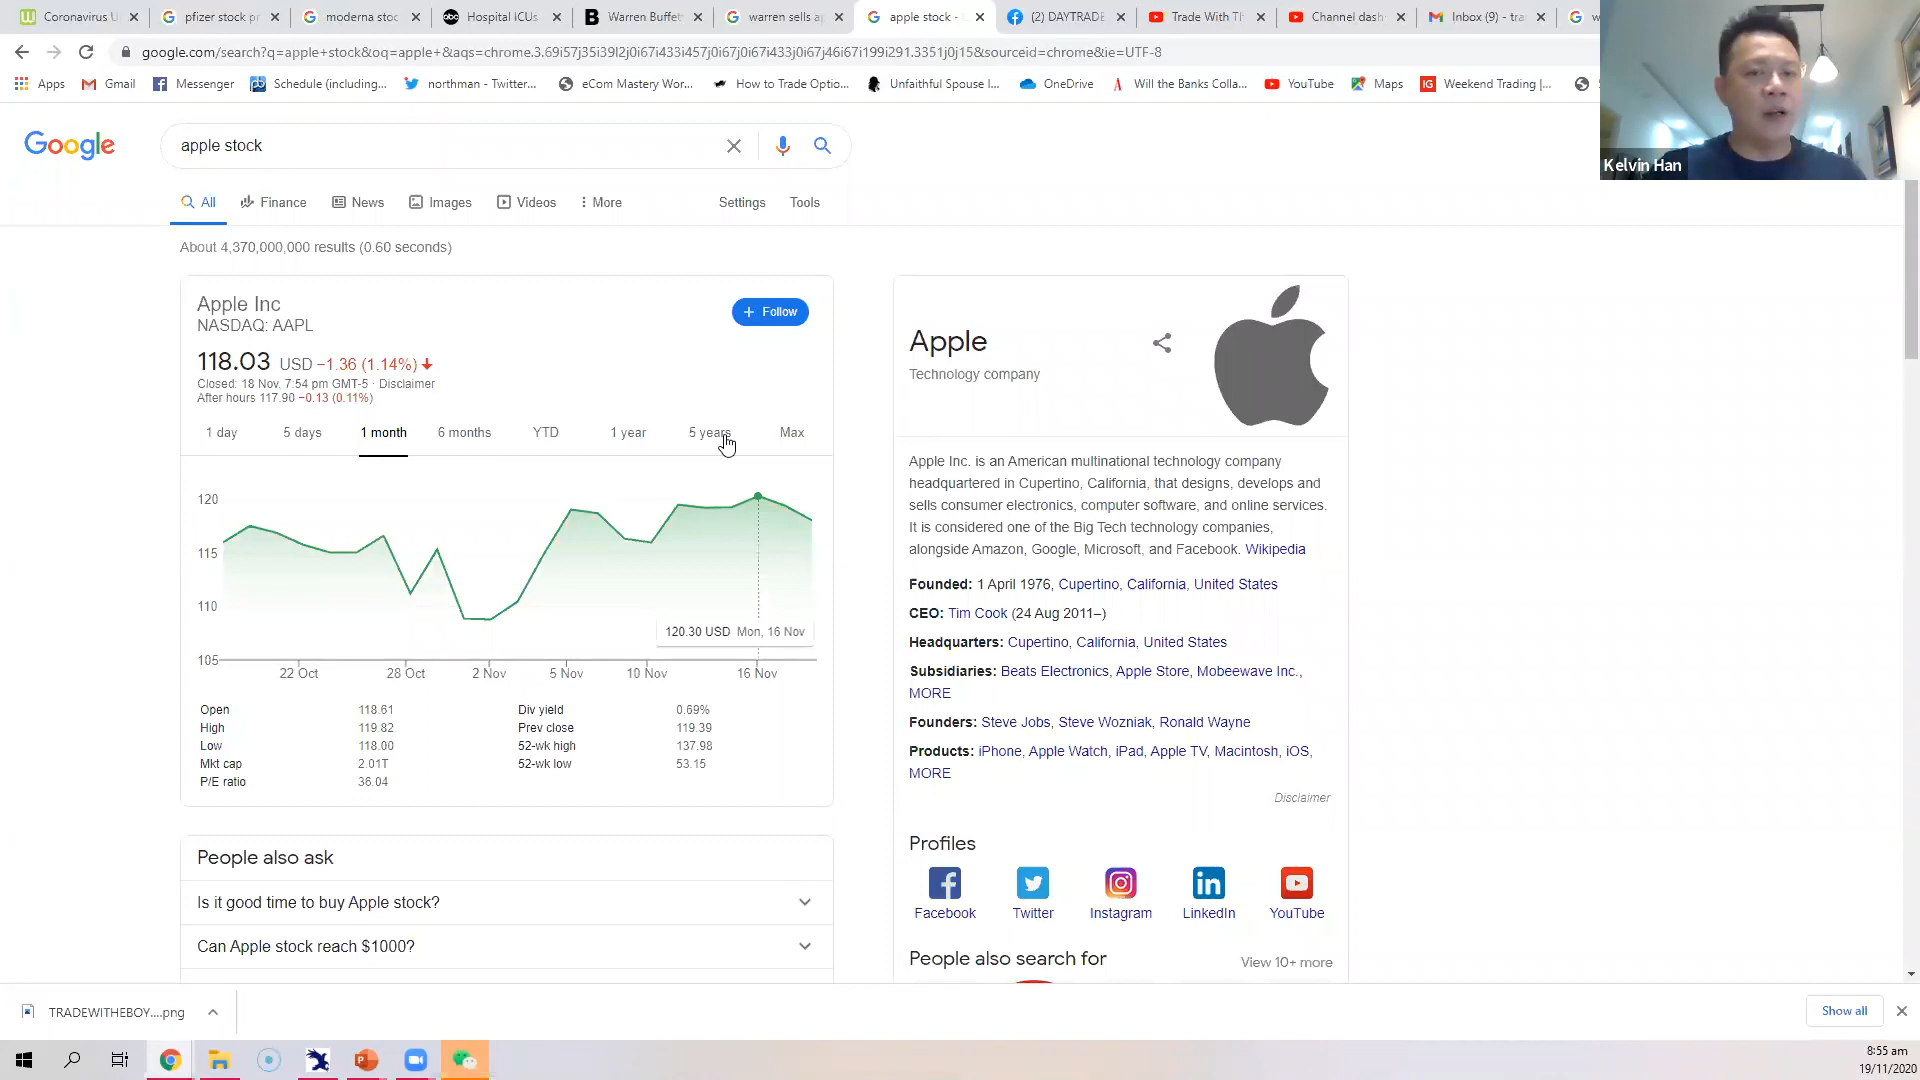 Coronavirus U
pfizer stock pr
moderna stoc
Hospital ICUs
Warren Buffet
warren sells ap
apple stock -
(2) DAYTRADE
Trade With Th
Channel dash
Inbox (9) - tra
w
google.com/search?q=apple+stock&oq=apple+&aqs=chrome.3.69i57j35i39l2j0i67i433i457j0i67j0i67i433j0i67j46i67i199i291.3351j0j15&sourceid=chrome&ie=UTF-8
Apps
Gmail
Messenger
Schedule (including...
northman - Twitter...
eCom Mastery Wor...
How to Trade Optio...
Unfaithful Spouse I...
OneDrive
Will the Banks Colla...
YouTube
Maps
Weekend Trading |...
Kelvin Han
Google
apple stock
All
Finance
News
Images
Videos
More
Settings
Tools
About 4,370,000,000 results (0.60 seconds)
Apple Inc
NASDAQ: AAPL
Follow
118.03 USD −1.36 (1.14%)
Closed: 18 Nov, 7:54 pm GMT-5 · Disclaimer
After hours 117.90 −0.13 (0.11%)
1 day
5 days
1 month
6 months
YTD
1 year
5 years
Max
120
115
110
105
120.30 USD Mon, 16 Nov
22 Oct
28 Oct
2 Nov
5 Nov
10 Nov
16 Nov
Open 118.61 Div yield 0.69%
High 119.82 Prev close 119.39
Low 118.00 52-wk high 137.98
Mkt cap 2.01T 52-wk low 53.15
P/E ratio 36.04
People also ask
Is it good time to buy Apple stock?
Can Apple stock reach $1000?
Apple
Technology company
Apple Inc. is an American multinational technology company
headquartered in Cupertino, California, that designs, develops and
sells consumer electronics, computer software, and online services.
It is considered one of the Big Tech technology companies,
alongside Amazon, Google, Microsoft, and Facebook. Wikipedia
Founded: 1 April 1976, Cupertino, California, United States
CEO: Tim Cook (24 Aug 2011–)
Headquarters: Cupertino, California, United States
Subsidiaries: Beats Electronics, Apple Store, Mobeewave Inc.,
MORE
Founders: Steve Jobs, Steve Wozniak, Ronald Wayne
Products: iPhone, Apple Watch, iPad, Apple TV, Macintosh, iOS,
MORE
Disclaimer
Profiles
Facebook
Twitter
Instagram
LinkedIn
YouTube
People also search for
View 10+ more
TRADEWITHEBOY....png
Show all
8:55 am
19/11/2020